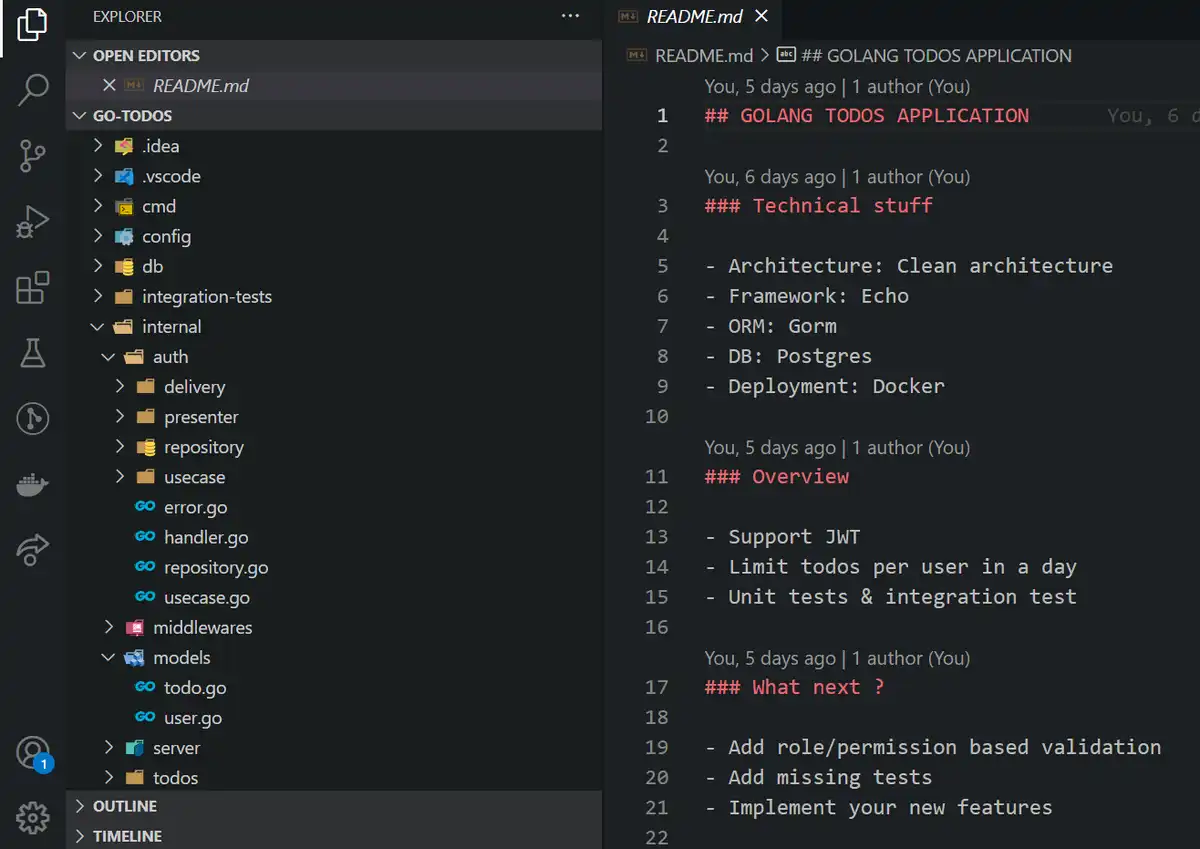 EXPLORER
OPEN EDITORS
README.md
GO-TODOS
.idea
.vscode
cmd
config
db
integration-tests
internal
auth
delivery
presenter
repository
usecase
GO error.go
GO handler.go
GO repository.go
GO usecase.go
middlewares
models
GO todo.go
GO user.go
server
todos
OUTLINE
TIMELINE
1
README.md
README.md > abc ## GOLANG TODOS APPLICATION
You, 5 days ago | 1 author (You)
1 ## GOLANG TODOS APPLICATION You, 6 d
2
You, 6 days ago | 1 author (You)
3 ### Technical stuff
4
5 - Architecture: Clean architecture
6 - Framework: Echo
7 - ORM: Gorm
8 - DB: Postgres
9 - Deployment: Docker
10
You, 5 days ago | 1 author (You)
11 ### Overview
12
13 - Support JWT
14 - Limit todos per user in a day
15 - Unit tests & integration test
16
You, 5 days ago | 1 author (You)
17 ### What next ?
18
19 - Add role/permission based validation
20 - Add missing tests
21 - Implement your new features
22